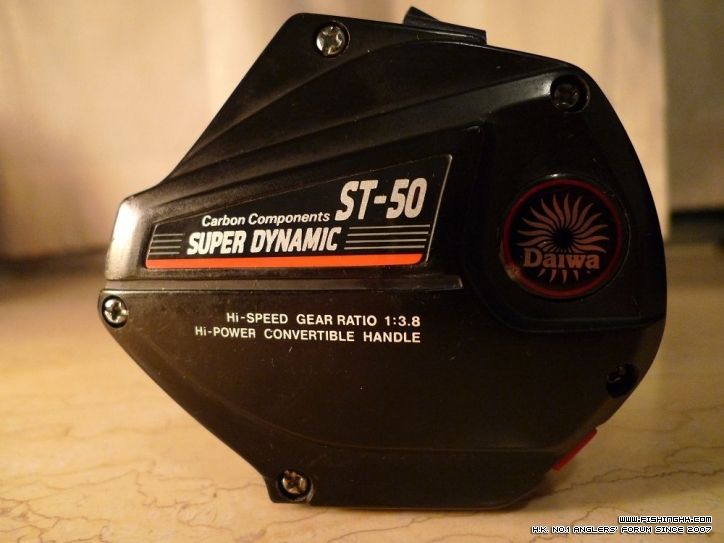 Carbon Components ST-50
SUPER DYNAMIC
Daiwa
Hi-SPEED GEAR RATIO 1:3.8
Hi-POWER CONVERTIBLE HANDLE
WWW.FISHINGHK.COM
H.K. NO.1 ANGLERS' FORUM SINCE 2007